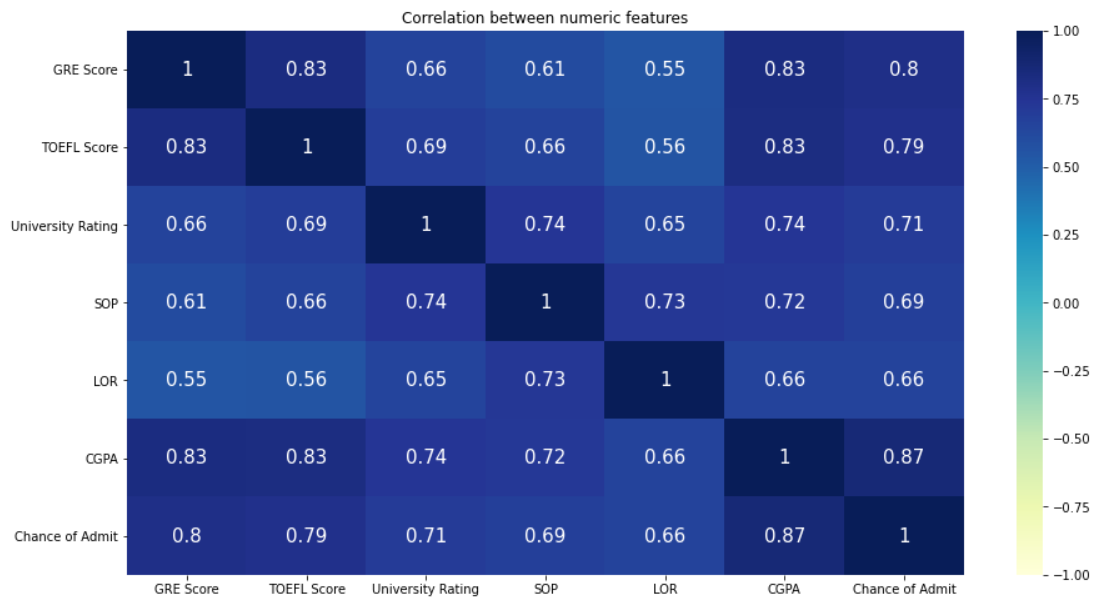 Correlation between numeric features
GRE Score 1 0.83 0.66 0.61 0.55 0.83 0.8
TOEFL Score 0.83 1 0.69 0.66 0.56 0.83 0.79
University Rating 0.66 0.69 1 0.74 0.65 0.74 0.71
SOP 0.61 0.66 0.74 1 0.73 0.72 0.69
LOR 0.55 0.56 0.65 0.73 1 0.66 0.66
CGPA 0.83 0.83 0.74 0.72 0.66 1 0.87
Chance of Admit 0.8 0.79 0.71 0.69 0.66 0.87 1
GRE Score TOEFL Score University Rating SOP LOR CGPA Chance of Admit
1.00
0.75
0.50
0.25
0.00
−0.25
−0.50
−0.75
−1.00